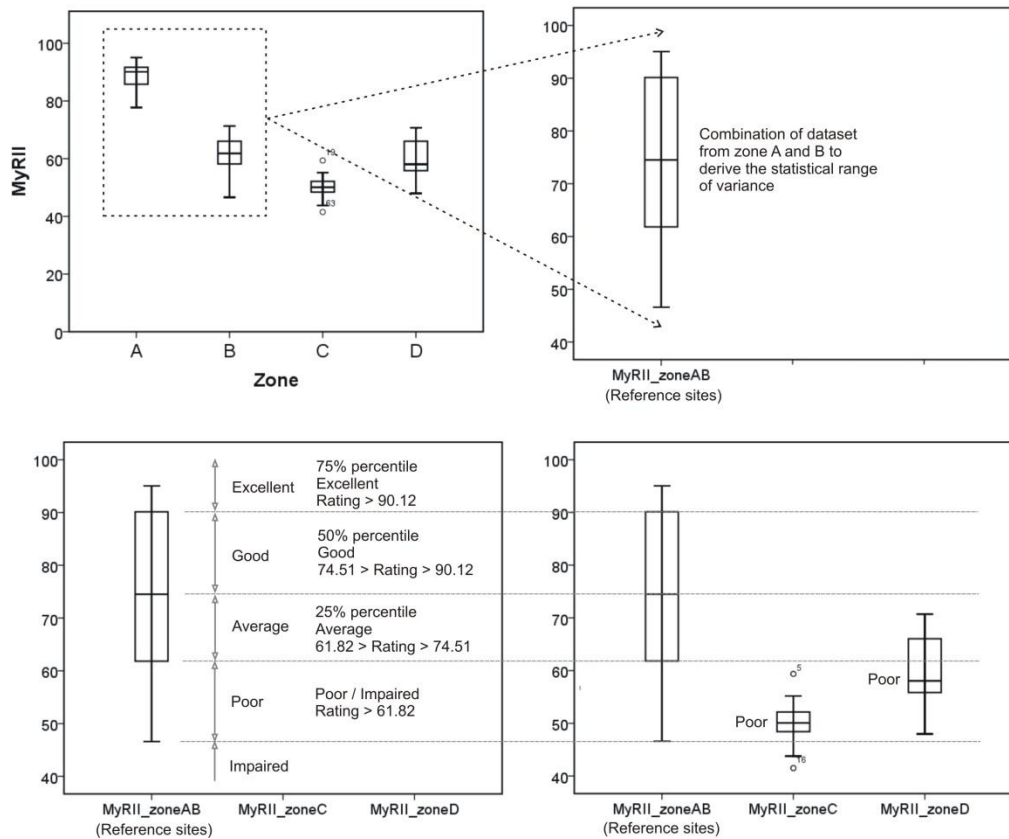 MyRII
100
80
60
40
20
0
19
63
A B C D
Zone
100
90
80
70
60
50
40
Combination of dataset
from zone A and B to
derive the statistical range
of variance
MyRII_zoneAB
(Reference sites)
100
90
80
70
60
50
40
Excellent
75% percentile
Excellent
Rating > 90.12
Good
50% percentile
Good
74.51 > Rating > 90.12
Average
25% percentile
Average
61.82 > Rating > 74.51
Poor
Poor / Impaired
Rating > 61.82
Impaired
MyRII_zoneAB MyRII_zoneC MyRII_zoneD
(Reference sites)
100
90
80
70
60
50
40
5
Poor
16
Poor
MyRII_zoneAB MyRII_zoneC MyRII_zoneD
(Reference sites)